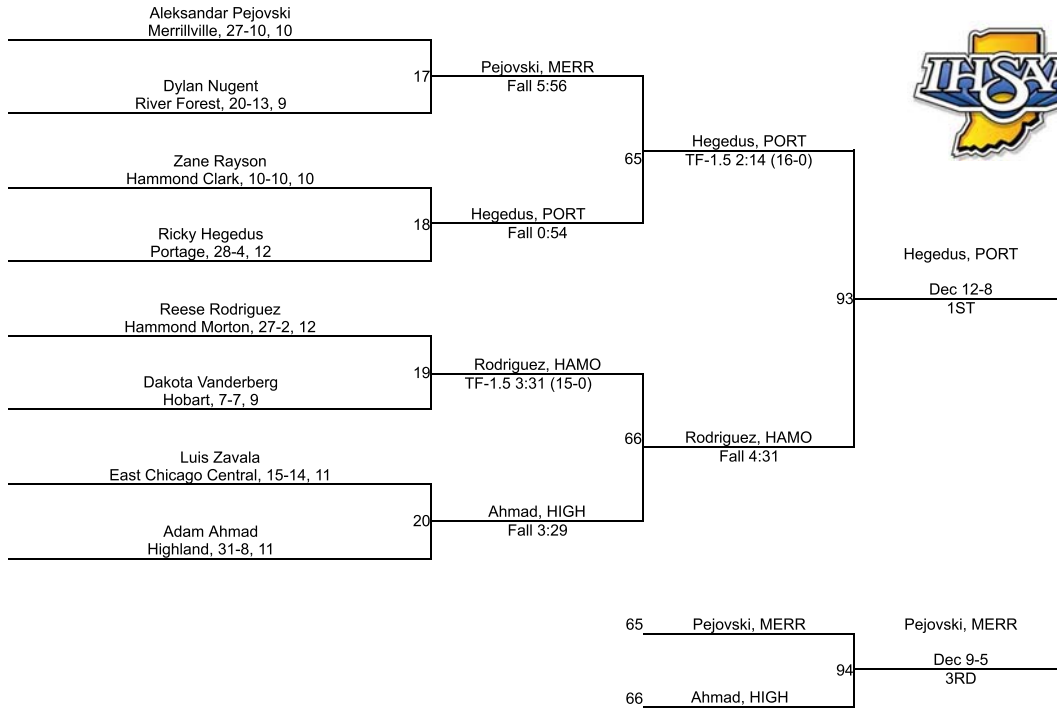 Aleksandar Pejovski
Merrillville, 27-10, 10
Dylan Nugent
River Forest, 20-13, 9
Zane Rayson
Hammond Clark, 10-10, 10
Ricky Hegedus
Portage, 28-4, 12
Reese Rodriguez
Hammond Morton, 27-2, 12
Dakota Vanderberg
Hobart, 7-7, 9
Luis Zavala
East Chicago Central, 15-14, 11
Adam Ahmad
Highland, 31-8, 11
17
Pejovski, MERR
Fall 5:56
18
Hegedus, PORT
Fall 0:54
19
Rodriguez, HAMO
TF-1.5 3:31 (15-0)
20
Ahmad, HIGH
Fall 3:29
65
Hegedus, PORT
TF-1.5 2:14 (16-0)
66
Rodriguez, HAMO
Fall 4:31
IHSAA
93
Hegedus, PORT
Dec 12-8
1ST
65
Pejovski, MERR
66
Ahmad, HIGH
94
Pejovski, MERR
Dec 9-5
3RD